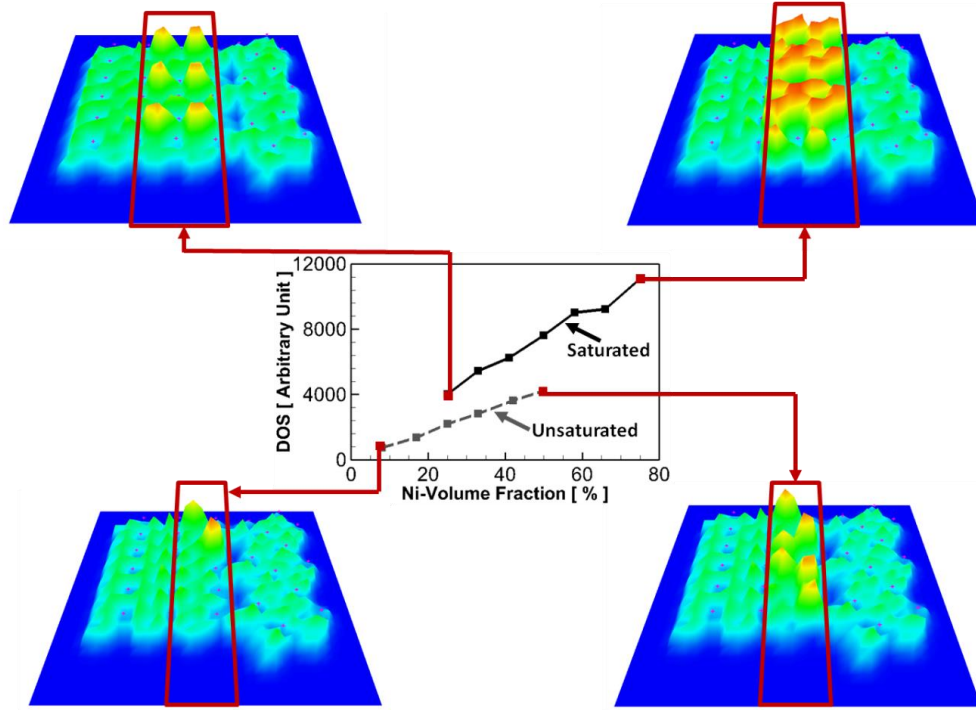 12000
8000
4000
0
DOS [ Arbitrary Unit ]
Saturated
Unsaturated
0 20 40 60 80
Ni-Volume Fraction [ % ]